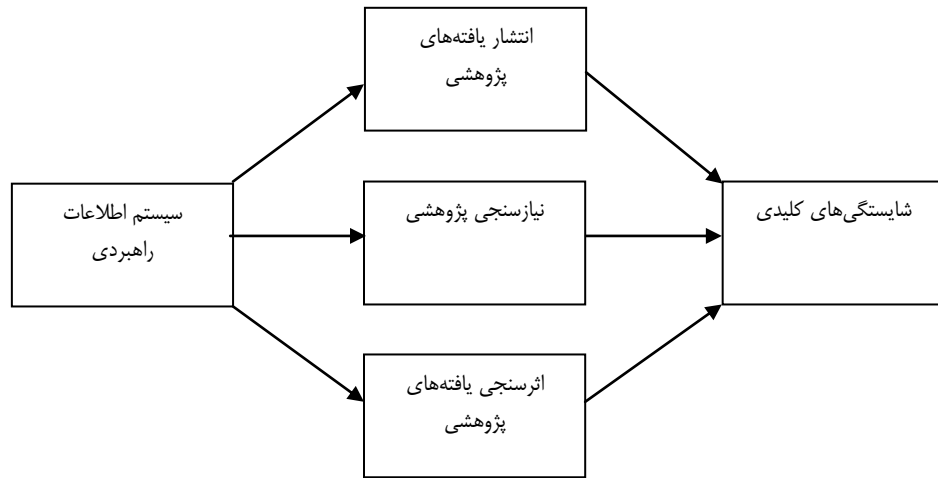 انتشار یافته‌های
پژوهشی
سیستم اطلاعات
راهبردی
نیازسنجی پژوهشی
شایستگی‌های کلیدی
اثرسنجی یافته‌های
پژوهشی